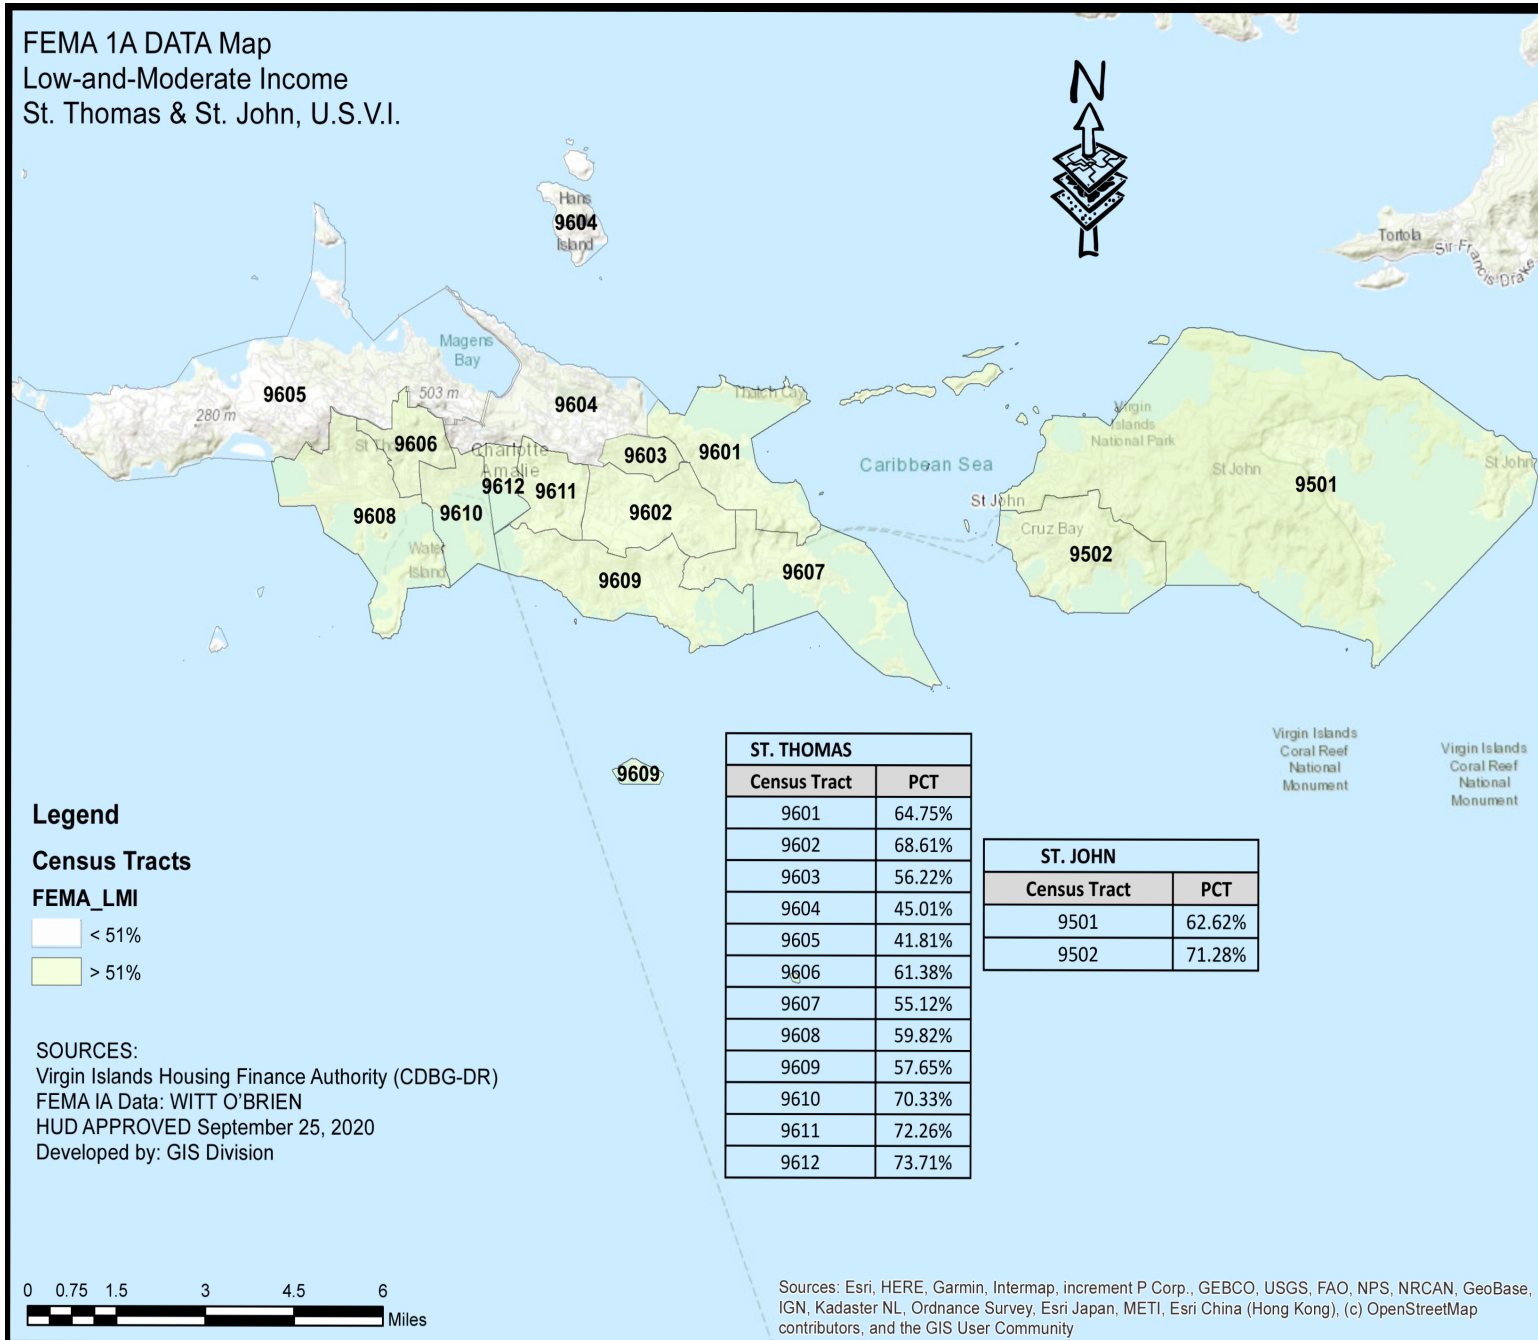 FEMA 1A DATA Map
Low-and-Moderate Income
St. Thomas & St. John, U.S.V.I.
N
Hans
9604
Island
Tortola
Sir Francis Drake
Magens
Bay
9605
503 m
280 m
9604
Thatch Cay
Virgin
Islands
National Park
St
9606
Charlotte
Amalie
9603
9601
Caribbean Sea
St John
St John
9501
9612
9611
9602
St John
9608
9610
Cruz Bay
9502
Water
Island
9609
9607
9609
Virgin Islands
Coral Reef
National
Monument
Virgin Islands
Coral Reef
National
Monument
ST. THOMAS
Census Tract PCT
9601 64.75%
9602 68.61%
9603 56.22%
9604 45.01%
9605 41.81%
9606 61.38%
9607 55.12%
9608 59.82%
9609 57.65%
9610 70.33%
9611 72.26%
9612 73.71%
ST. JOHN
Census Tract PCT
9501 62.62%
9502 71.28%
Legend
Census Tracts
FEMA_LMI
< 51%
> 51%
SOURCES:
Virgin Islands Housing Finance Authority (CDBG-DR)
FEMA IA Data: WITT O'BRIEN
HUD APPROVED September 25, 2020
Developed by: GIS Division
0 0.75 1.5 3 4.5 6
Miles
Sources: Esri, HERE, Garmin, Intermap, increment P Corp., GEBCO, USGS, FAO, NPS, NRCAN, GeoBase,
IGN, Kadaster NL, Ordnance Survey, Esri Japan, METI, Esri China (Hong Kong), (c) OpenStreetMap
contributors, and the GIS User Community